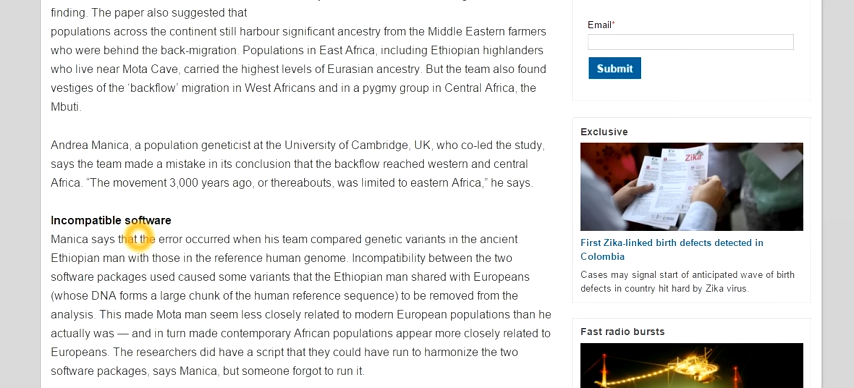 finding. The paper also suggested that
populations across the continent still harbour significant ancestry from the Middle Eastern farmers
who were behind the back-migration. Populations in East Africa, including Ethiopian highlanders
who live near Mota Cave, carried the highest levels of Eurasian ancestry. But the team also found
vestiges of the ‘backflow’ migration in West Africans and in a pygmy group in Central Africa, the
Mbuti.
Andrea Manica, a population geneticist at the University of Cambridge, UK, who co-led the study,
says the team made a mistake in its conclusion that the backflow reached western and central
Africa. “The movement 3,000 years ago, or thereabouts, was limited to eastern Africa,” he says.
Incompatible software
Manica says that the error occurred when his team compared genetic variants in the ancient
Ethiopian man with those in the reference human genome. Incompatibility between the two
software packages used caused some variants that the Ethiopian man shared with Europeans
(whose DNA forms a large chunk of the human reference sequence) to be removed from the
analysis. This made Mota man seem less closely related to modern European populations than he
actually was — and in turn made contemporary African populations appear more closely related to
Europeans. The researchers did have a script that they could have run to harmonize the two
software packages, says Manica, but someone forgot to run it.
Email*
Submit
Exclusive
Zika
First Zika-linked birth defects detected in
Colombia
Cases may signal start of anticipated wave of birth
defects in country hit hard by Zika virus.
Fast radio bursts